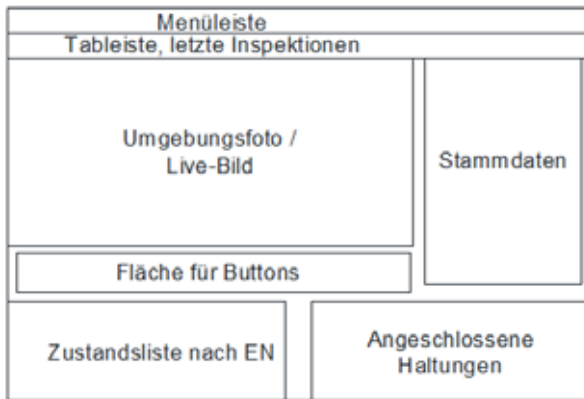 Menüleiste
Tableiste, letzte Inspektionen
Umgebungsfoto /
Live-Bild
Stammdaten
Fläche für Buttons
Zustandsliste nach EN
Angeschlossene
Haltungen